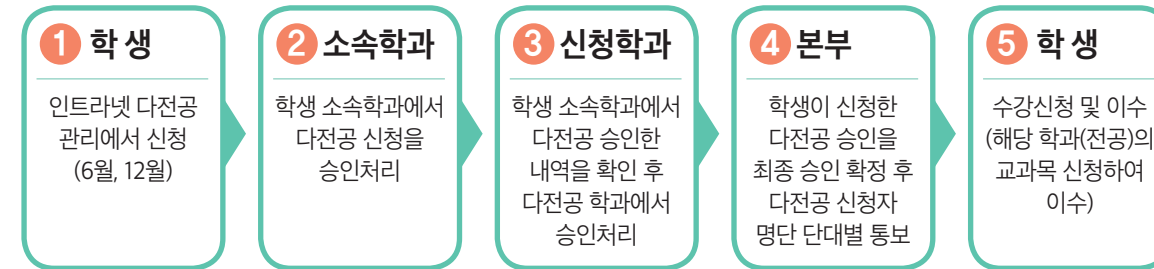 1 학 생
인트라넷 다전공
관리에서 신청
(6월, 12월)
2 소속학과
학생 소속학과에서
다전공 신청을
승인처리
3 신청학과
학생 소속학과에서
다전공 승인한
내역을 확인 후
다전공 학과에서
승인처리
4 본부
학생이 신청한
다전공 승인을
최종 승인 확정 후
다전공 신청자
명단 단대별 통보
5 학 생
수강신청 및 이수
(해당 학과(전공)의
교과목 신청하여
이수)